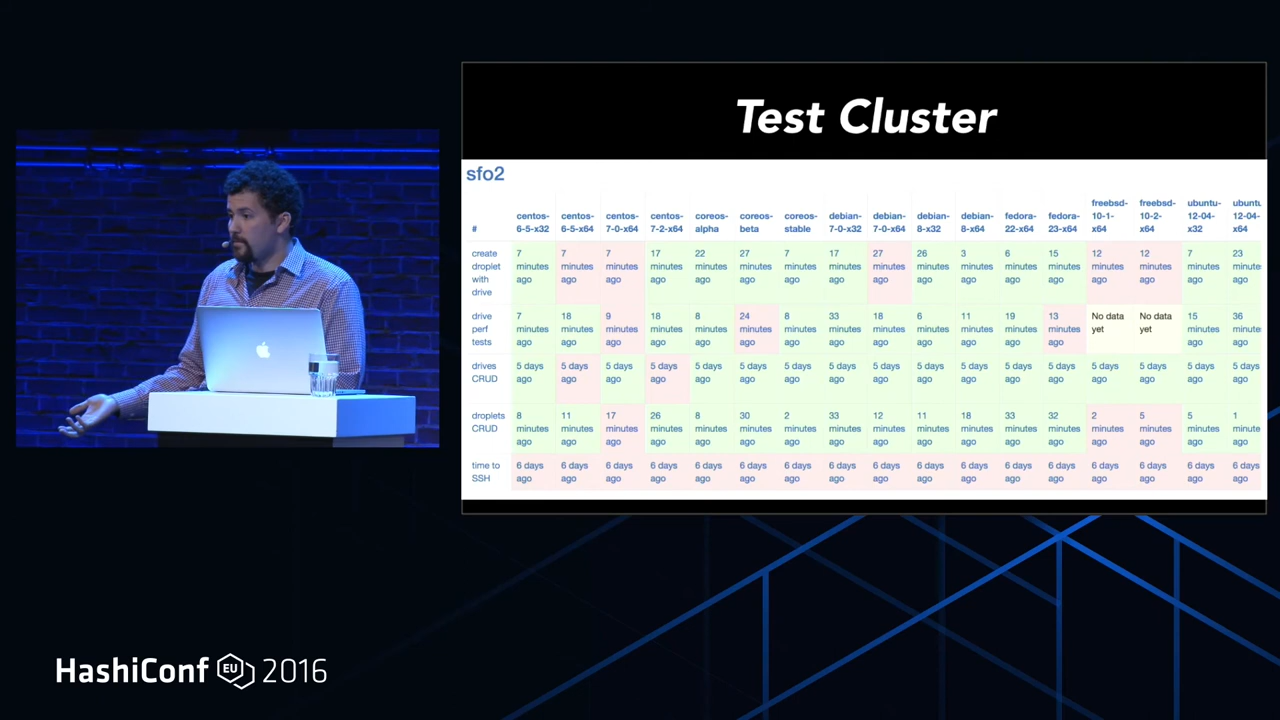 Test Cluster
sfo2
# centos-6-5-x32 centos-6-5-x64 centos-7-0-x64 centos-7-2-x64 coreos-alpha coreos-beta coreos-stable debian-7-0-x32 debian-7-0-x64 debian-8-x32 debian-8-x64 fedora-22-x64 fedora-23-x64 freebsd-10-1-x64 freebsd-10-2-x64 ubuntu-12-04-x32 ubuntu 12-04-x64
create droplet with drive 7 minutes ago 7 minutes ago 7 minutes ago 17 minutes ago 22 minutes ago 27 minutes ago 7 minutes ago 17 minutes ago 27 minutes ago 26 minutes ago 3 minutes ago 6 minutes ago 15 minutes ago 12 minutes ago 12 minutes ago 7 minutes ago 23 minutes ago
drive perf tests 7 minutes ago 18 minutes ago 9 minutes ago 18 minutes ago 8 minutes ago 24 minutes ago 8 minutes ago 33 minutes ago 18 minutes ago 6 minutes ago 11 minutes ago 19 minutes ago 13 minutes ago No data yet No data yet 15 minutes ago 36 minutes ago
drives CRUD 5 days ago 5 days ago 5 days ago 5 days ago 5 days ago 5 days ago 5 days ago 5 days ago 5 days ago 5 days ago 5 days ago 5 days ago 5 days ago 5 days ago 5 days ago 5 days ago 5 days ago
droplets CRUD 8 minutes ago 11 minutes ago 17 minutes ago 26 minutes ago 8 minutes ago 30 minutes ago 2 minutes ago 33 minutes ago 12 minutes ago 11 minutes ago 18 minutes ago 33 minutes ago 32 minutes ago 2 minutes ago 5 minutes ago 5 minutes ago 1 minutes ago
time to SSH 6 days ago 6 days ago 6 days ago 6 days ago 6 days ago 6 days ago 6 days ago 6 days ago 6 days ago 6 days ago 6 days ago 6 days ago 6 days ago 6 days ago 6 days ago 6 days ago 6 days ago
HashiConf EU 2016